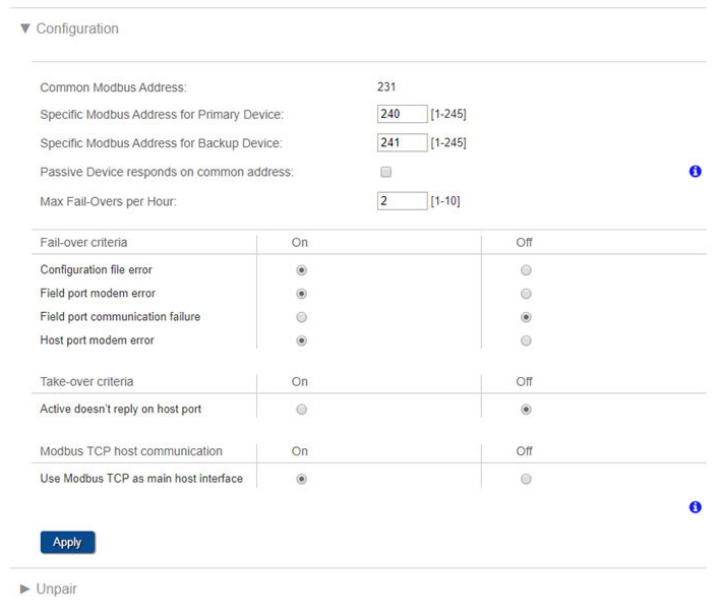 Configuration
Common Modbus Address: 231
Specific Modbus Address for Primary Device: 240 [1-245]
Specific Modbus Address for Backup Device: 241 [1-245]
Passive Device responds on common address:
Max Fail-Overs per Hour: 2 [1-10]
Fail-over criteria On Off
Configuration file error
Field port modem error
Field port communication failure
Host port modem error
Take-over criteria On Off
Active doesn't reply on host port
Modbus TCP host communication On Off
Use Modbus TCP as main host interface
Apply
Unpair